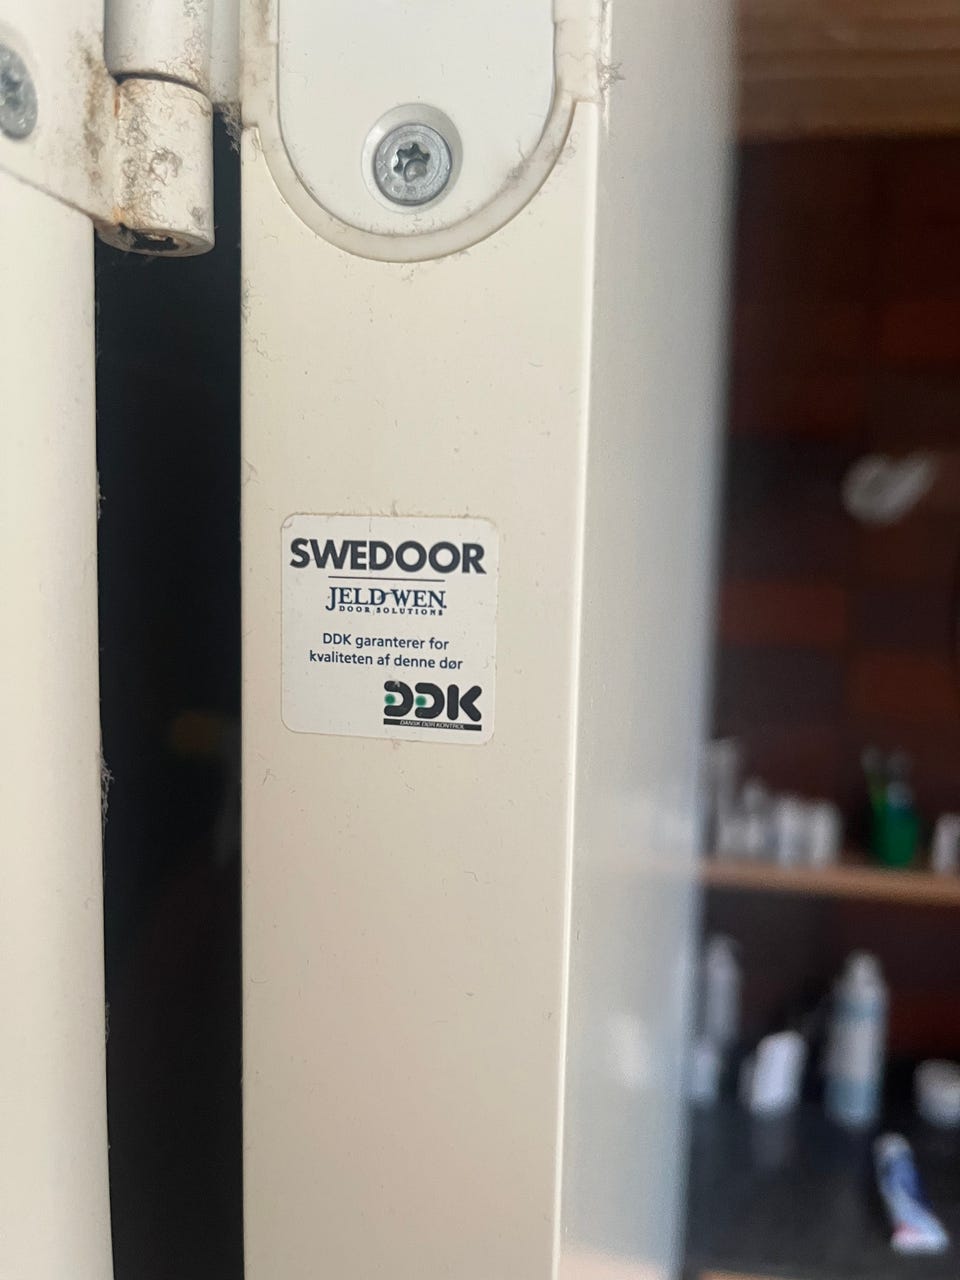 SWEDOOR
JELD-WEN.
DOOR SOLUTIONS
DDK garanterer for
kvaliteten af denne dør
DDK
DANSK DØR KONTROL